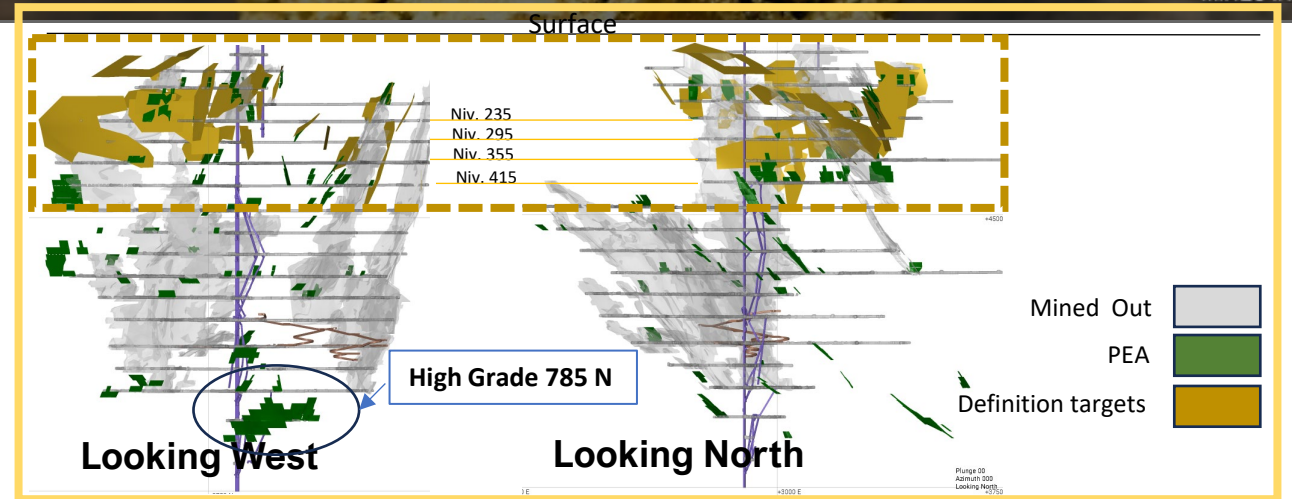 Surface
Niv. 235
Niv. 295
Niv. 355
Niv. 415
+4500
Mined Out
PEA
Definition targets
High Grade 785 N
Looking West
Looking North
Plunge 00
Azimuth 000
Looking North
+3000 E
+3750